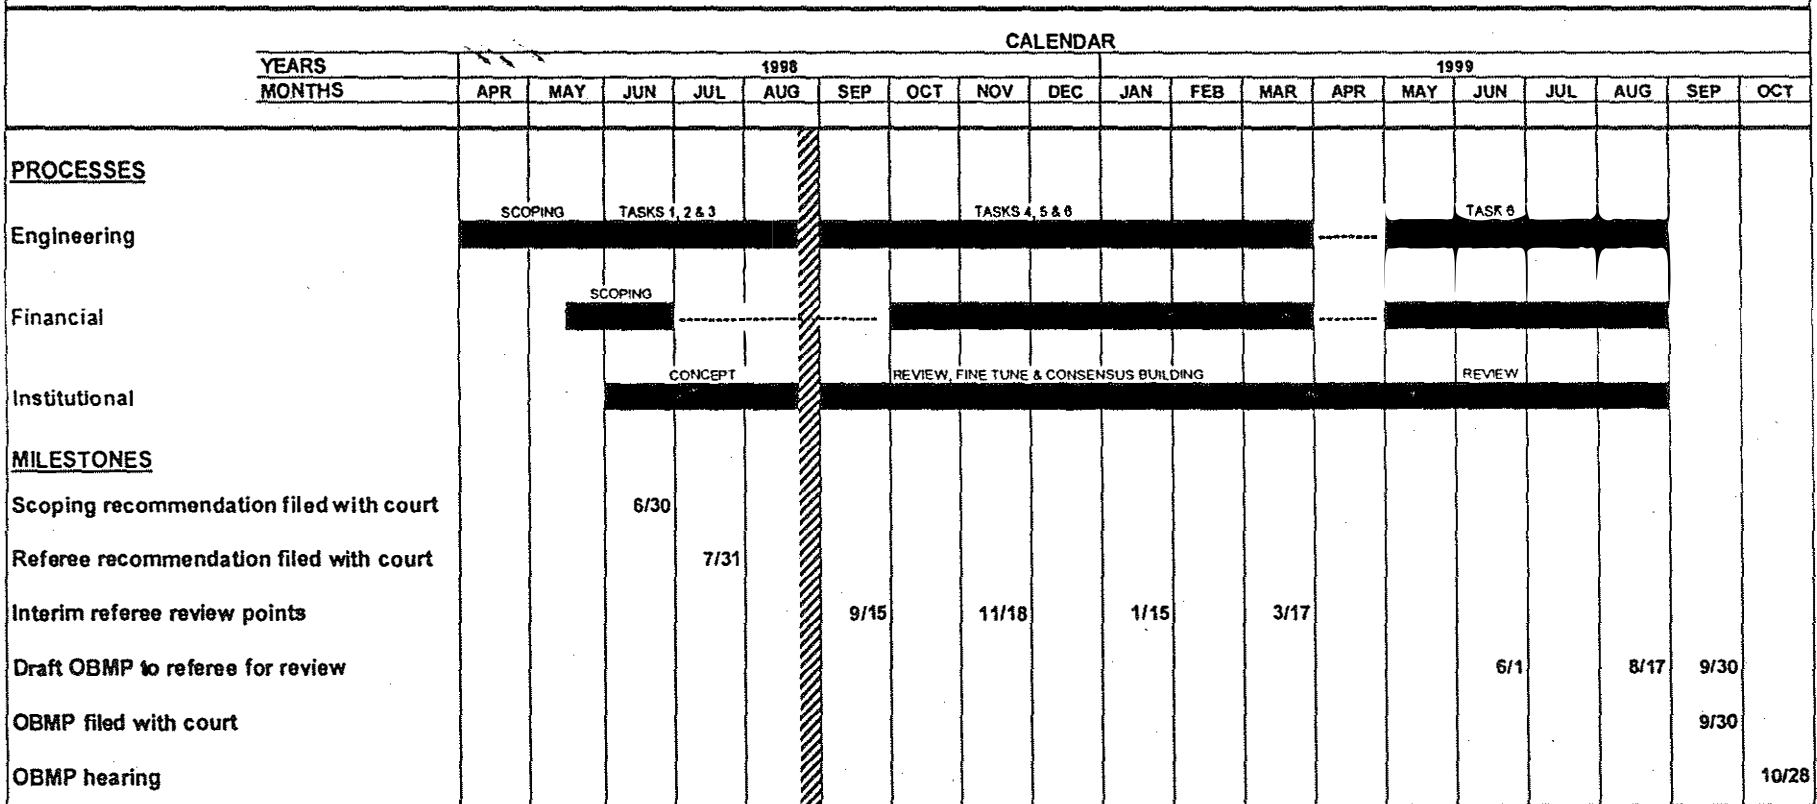 CALENDAR
YEARS 1998 1999
MONTHS APR MAY JUN JUL AUG SEP OCT NOV DEC JAN FEB MAR APR MAY JUN JUL AUG SEP OCT
PROCESSES
SCOPING TASKS 1, 2 & 3 TASKS 4, 5 & 6 TASK 6
Engineering
SCOPING
Financial
CONCEPT REVIEW, FINE TUNE & CONSENSUS BUILDING REVIEW
Institutional
MILESTONES
Scoping recommendation filed with court 6/30
Referee recommendation filed with court 7/31
Interim referee review points 9/15 11/18 1/15 3/17
Draft OBMP to referee for review 6/1 8/17 9/30
OBMP filed with court 9/30
OBMP hearing 10/28